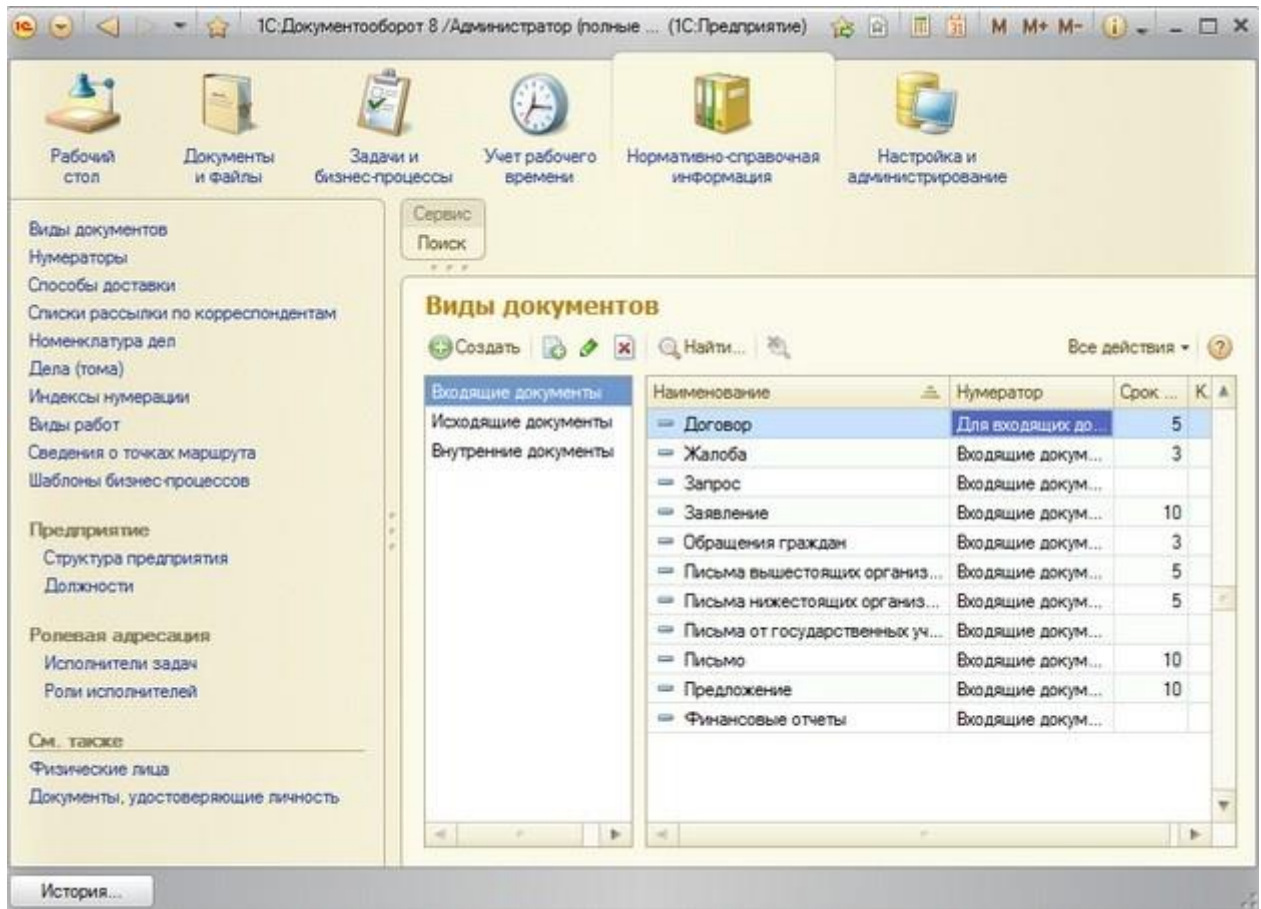 1С:Документооборот 8 /Администратор (полные ... (1С:Предприятие)
M M+ M-
Рабочий стол
Документы и файлы
Задачи и бизнес-процессы
Учет рабочего времени
Нормативно-справочная информация
Настройка и администрирование
Виды документов
Нумераторы
Способы доставки
Списки рассылки по корреспондентам
Номенклатура дел
Дела (тома)
Индексы нумерации
Виды работ
Сведения о точках маршрута
Шаблоны бизнес-процессов
Предприятие
Структура предприятия
Должности
Ролевая адресация
Исполнители задач
Роли исполнителей
См. также
Физические лица
Документы, удостоверяющие личность
Сервис
Поиск
Виды документов
Создать Найти... Все действия
Входящие документы
Исходящие документы
Внутренние документы
Наименование Нумератор Срок ... К
Договор Для входящих до... 5
Жалоба Входящие докум... 3
Запрос Входящие докум...
Заявление Входящие докум... 10
Обращения граждан Входящие докум... 3
Письма вышестоящих организ... Входящие докум... 5
Письма нижестоящих организ... Входящие докум... 5
Письма от государственных уч... Входящие докум...
Письмо Входящие докум... 10
Предложение Входящие докум... 10
Финансовые отчеты Входящие докум...
История...